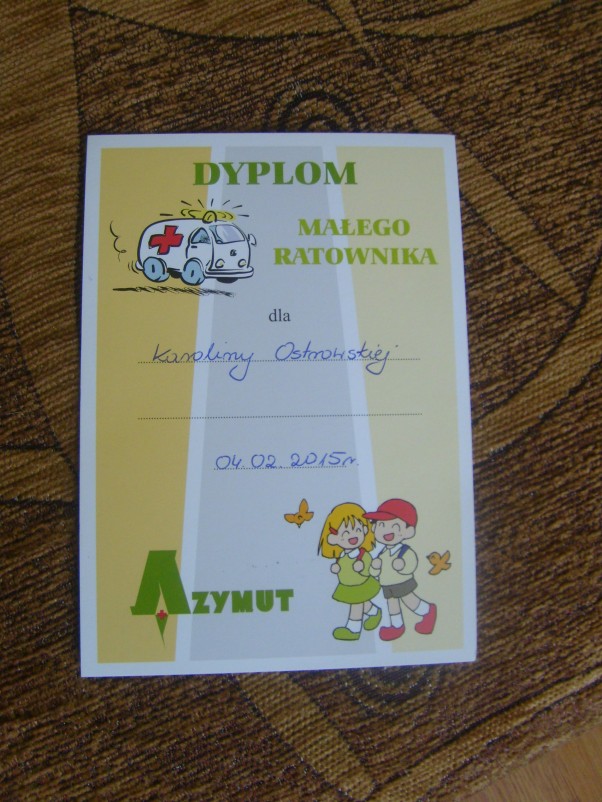 DYPLOM
MAŁEGO
RATOWNIKA
dla
Karoliny Ostrowskiej
04.02.2015r.
AZYMUT